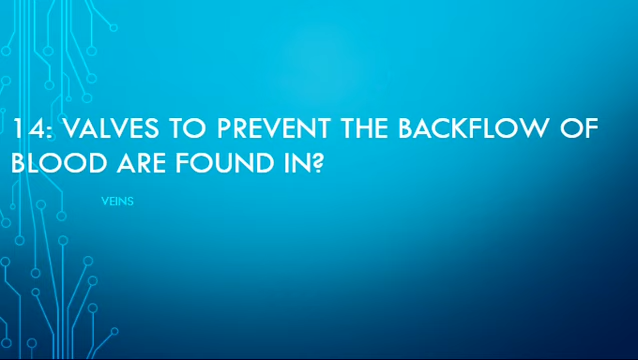 14: VALVES TO PREVENT THE BACKFLOW OF
BLOOD ARE FOUND IN?
VEINS